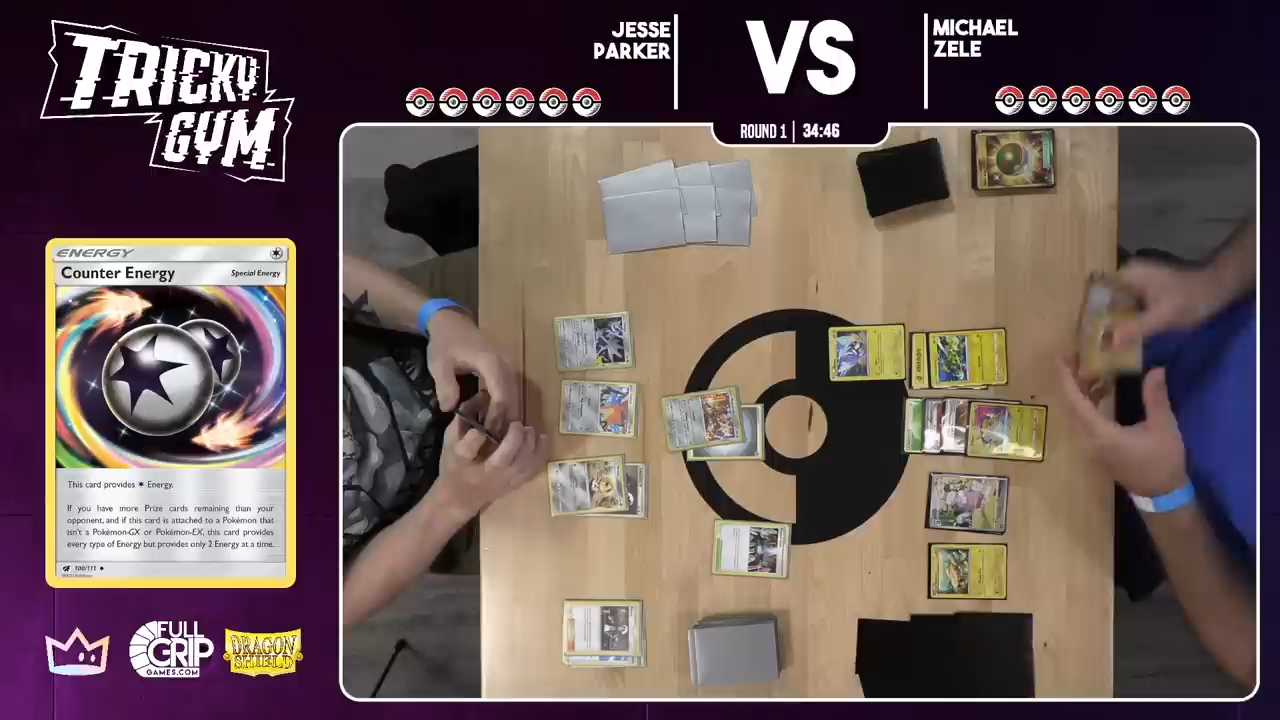 TRICKY
GYM
JESSE
PARKER
VS
MICHAEL
ZELE
ROUND 1 | 34:46
ENERGY
Counter Energy
Special Energy
This card provides Energy.
If you have more Prize cards remaining than your
opponent, and if this card is attached to a Pokémon that
isn't a Pokémon-GX or Pokémon-EX, this card provides
every type of Energy but provides only 2 Energy at a time.
100/111
FULL
GRIP
GAMES.COM
DRAGON
SHIELD